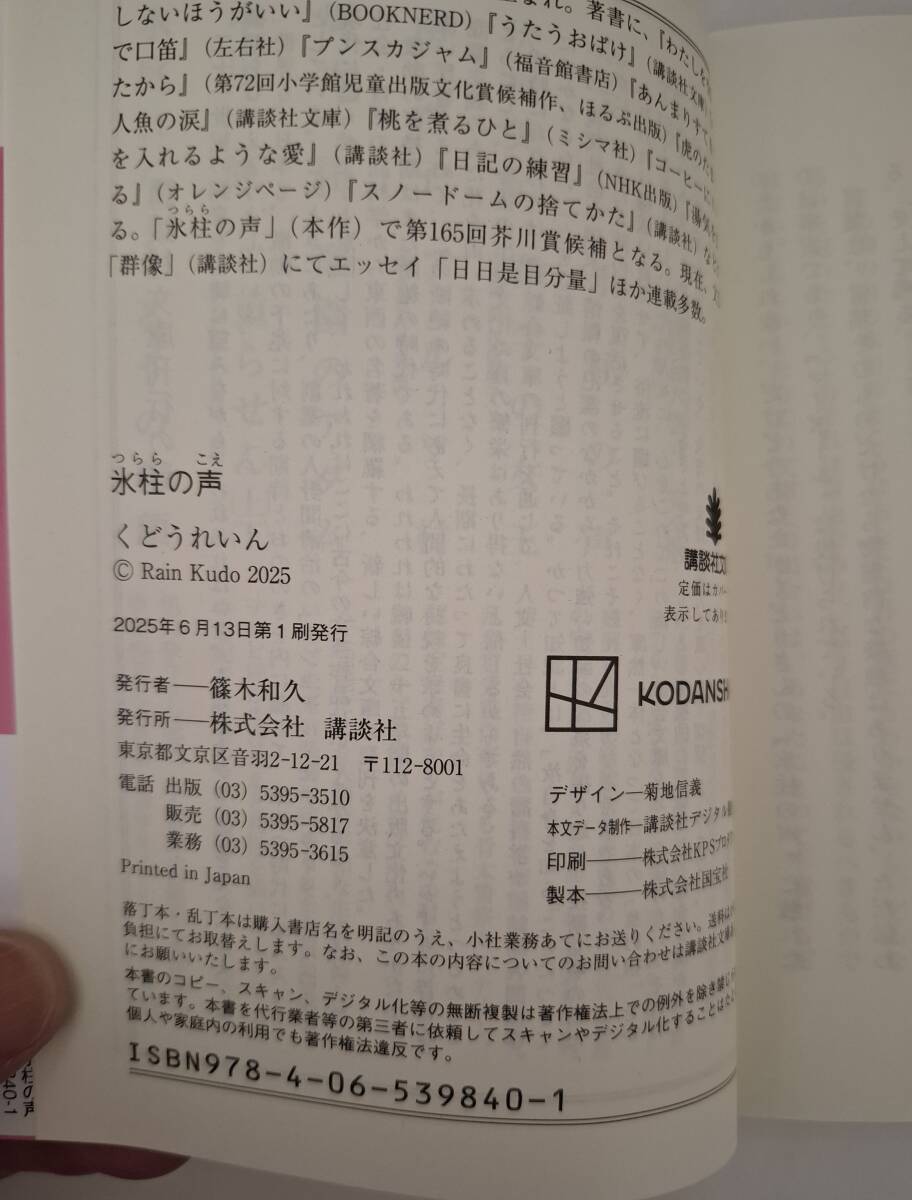 まれ。著書に、『わたしを
しないほうがいい』(BOOKNERD)『うたうおばけ』(講談社文庫)
で口笛』(左右社)『プンスカジャム』(福音館書店)『あんまりすて
たから』(第72回小学館児童出版文化賞候補作、ほるぷ出版)『虎の
人魚の涙』(講談社文庫)『桃を煮るひと』(ミシマ社)『コーヒーに
を入れるような愛』(講談社)『日記の練習』(NHK出版)『湯気を
る』(オレンジページ)『スノードームの捨てかた』(講談社)な
つらら
る。「氷柱の声」(本作)で第165回芥川賞候補となる。現在、
「群像」(講談社)にてエッセイ「日日是目分量」ほか連載多数。
つらら こえ
氷柱の声
くどうれいん
© Rain Kudo 2025
2025年6月13日第1刷発行
発行者――篠木和久
発行所――株式会社 講談社
東京都文京区音羽2-12-21 〒112-8001
電話 出版 (03) 5395-3510
販売 (03) 5395-5817
業務 (03) 5395-3615
Printed in Japan
講談社文
定価はカバー
表示してあり
KODANSH
デザイン―菊地信義
本文データ制作―講談社デジタル
印刷――株式会社KPSプロダ
製本――株式会社国宝社
落丁本・乱丁本は購入書店名を明記のうえ、小社業務あてにお送りください。送料は
負担にてお取替えします。なお、この本の内容についてのお問い合わせは講談社文庫あ
にお願いいたします。
本書のコピー、スキャン、デジタル化等の無断複製は著作権法上での例外を除き禁じ
ています。本書を代行業者等の第三者に依頼してスキャンやデジタル化することはた
個人や家庭内の利用でも著作権法違反です。
ISBN978-4-06-539840-1
柱の声
840-1